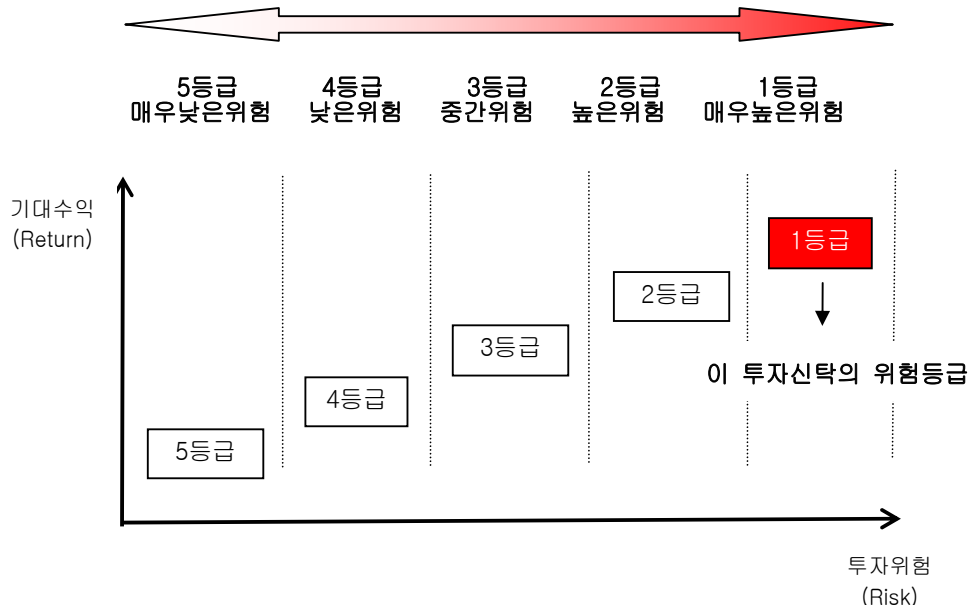 5등급 4등급 3등급 2등급 1등급
매우낮은위험 낮은위험 중간위험 높은위험 매우높은위험
기대수익
(Return)
1등급
2등급
3등급
이 투자신탁의 위험등급
4등급
5등급
투자위험
(Risk)